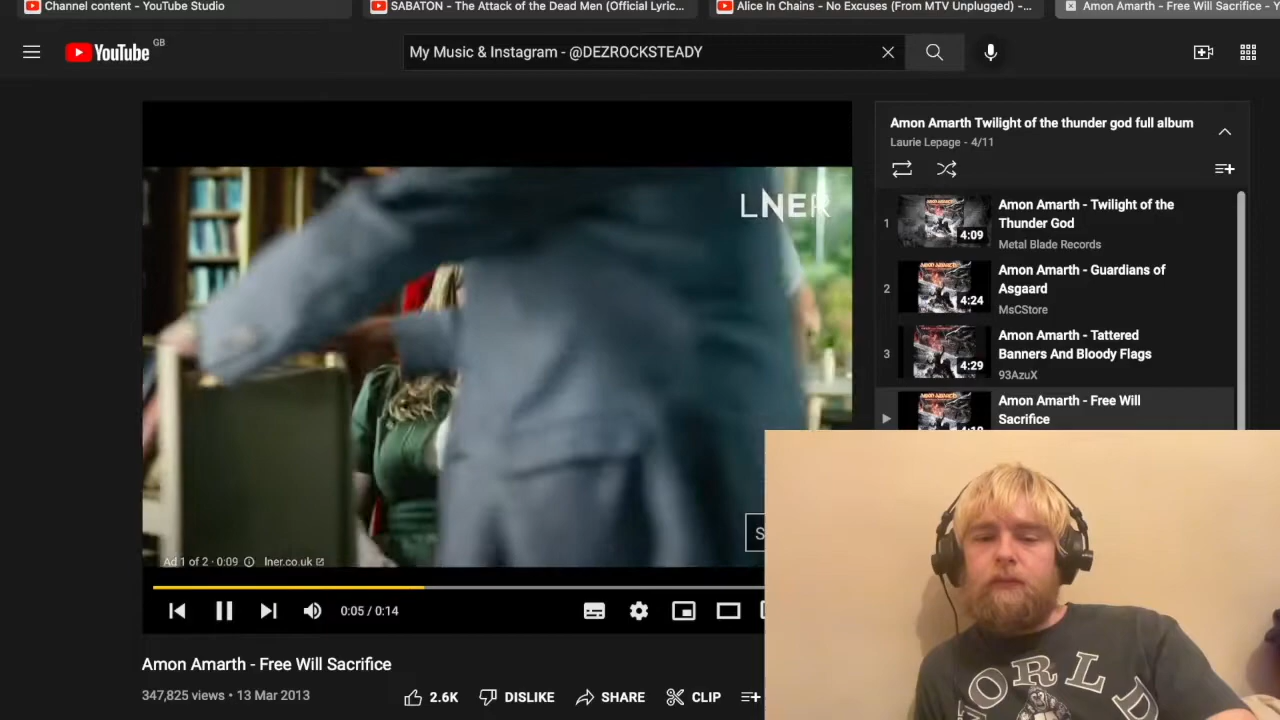 Channel content - YouTube Studio
SABATON - The Attack of the Dead Men (Official Lyric...
Alice In Chains - No Excuses (From MTV Unplugged) -...
Amon Amarth - Free Will Sacrifice - Y
YouTube GB
My Music & Instagram - @DEZROCKSTEADY
LNER
Ad 1 of 2 · 0:09 lner.co.uk
S
0:05 / 0:14
Amon Amarth - Free Will Sacrifice
347,825 views • 13 Mar 2013
2.6K DISLIKE SHARE CLIP
Amon Amarth Twilight of the thunder god full album
Laurie Lepage - 4/11
1
4:09
Amon Amarth - Twilight of the
Thunder God
Metal Blade Records
2
4:24
Amon Amarth - Guardians of
Asgaard
MsCStore
3
4:29
Amon Amarth - Tattered
Banners And Bloody Flags
93AzuX
Amon Amarth - Free Will
Sacrifice
WORLD